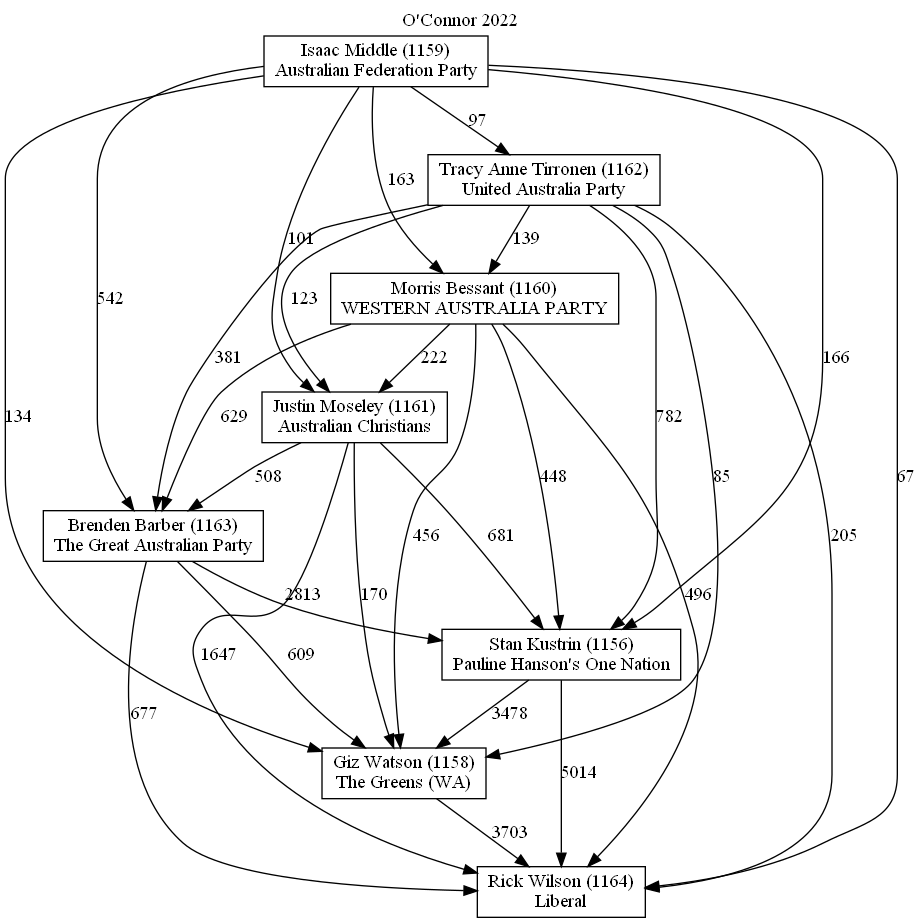 O'Connor 2022
Isaac Middle (1159)
Australian Federation Party
97
Tracy Anne Tirronen (1162)
United Australia Party
163
101
139
Morris Bessant (1160)
WESTERN AUSTRALIA PARTY
542
123
381
222
166
134
629
782
Justin Moseley (1161)
Australian Christians
508
448
85
67
Brenden Barber (1163)
The Great Australian Party
456
681
205
2813
170
496
Stan Kustrin (1156)
Pauline Hanson's One Nation
1647
609
677
3478
Giz Watson (1158)
The Greens (WA)
5014
3703
Rick Wilson (1164)
Liberal